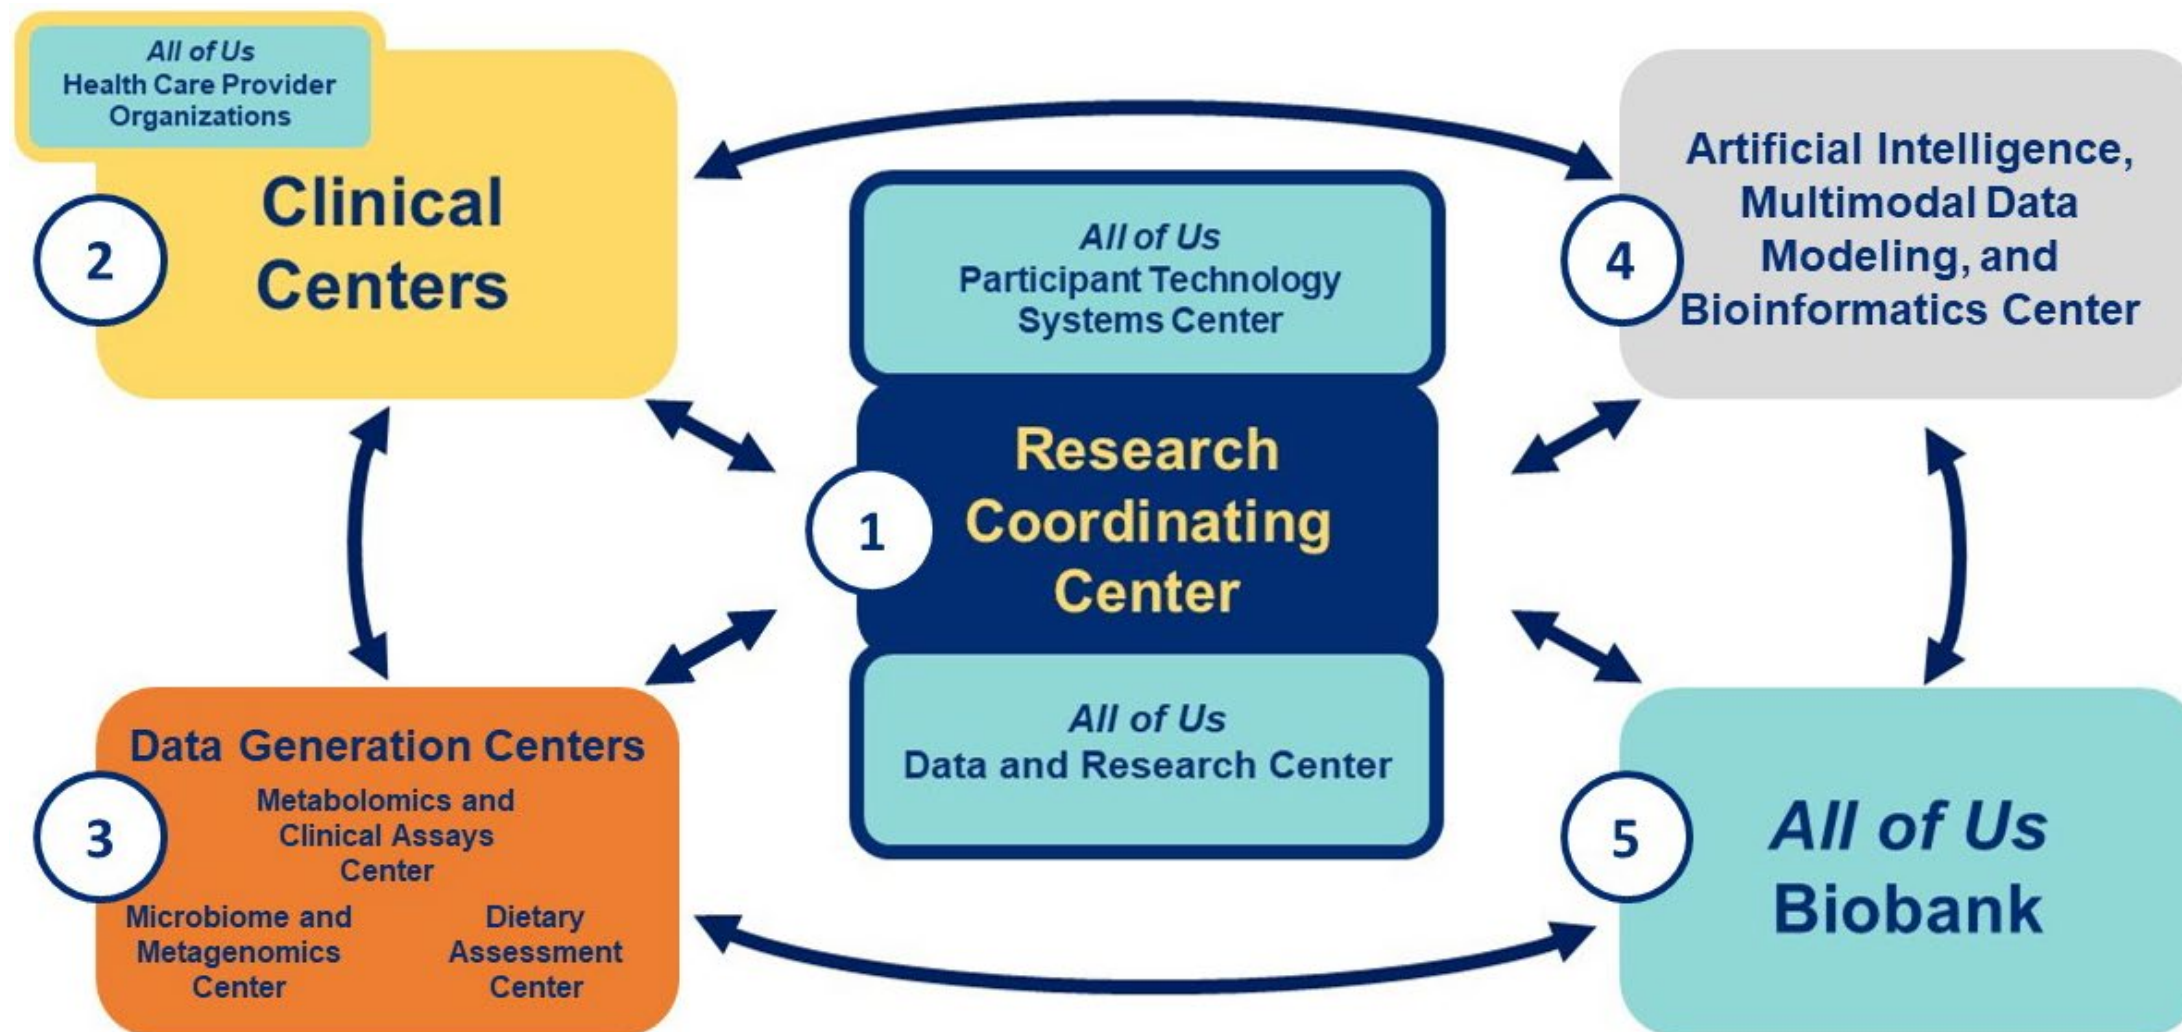 All of Us
Health Care Provider
Organizations
Clinical
Centers
2
All of Us
Participant Technology
Systems Center
Research
Coordinating
Center
1
All of Us
Data and Research Center
Artificial Intelligence,
Multimodal Data
Modeling, and
Bioinformatics Center
4
Data Generation Centers
Metabolomics and
Clinical Assays
Center
Microbiome and
Metagenomics
Center
Dietary
Assessment
Center
3
All of Us
Biobank
5